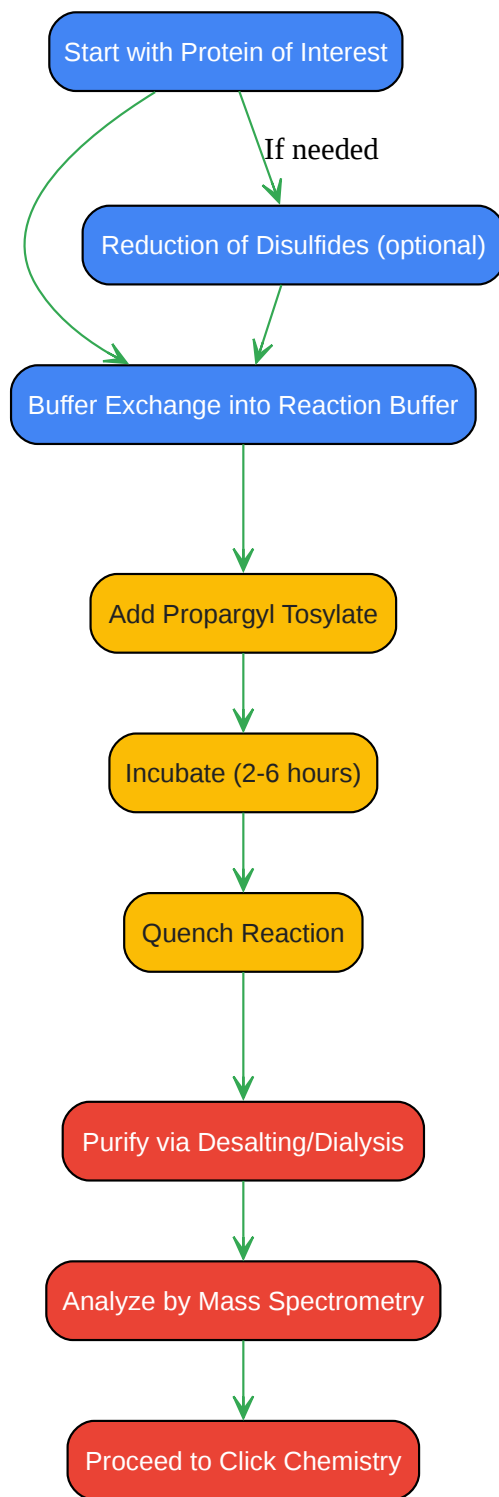 Start with Protein of Interest
If needed
Reduction of Disulfides (optional)
Buffer Exchange into Reaction Buffer
Add Propargyl Tosylate
Incubate (2-6 hours)
Quench Reaction
Purify via Desalting/Dialysis
Analyze by Mass Spectrometry
Proceed to Click Chemistry